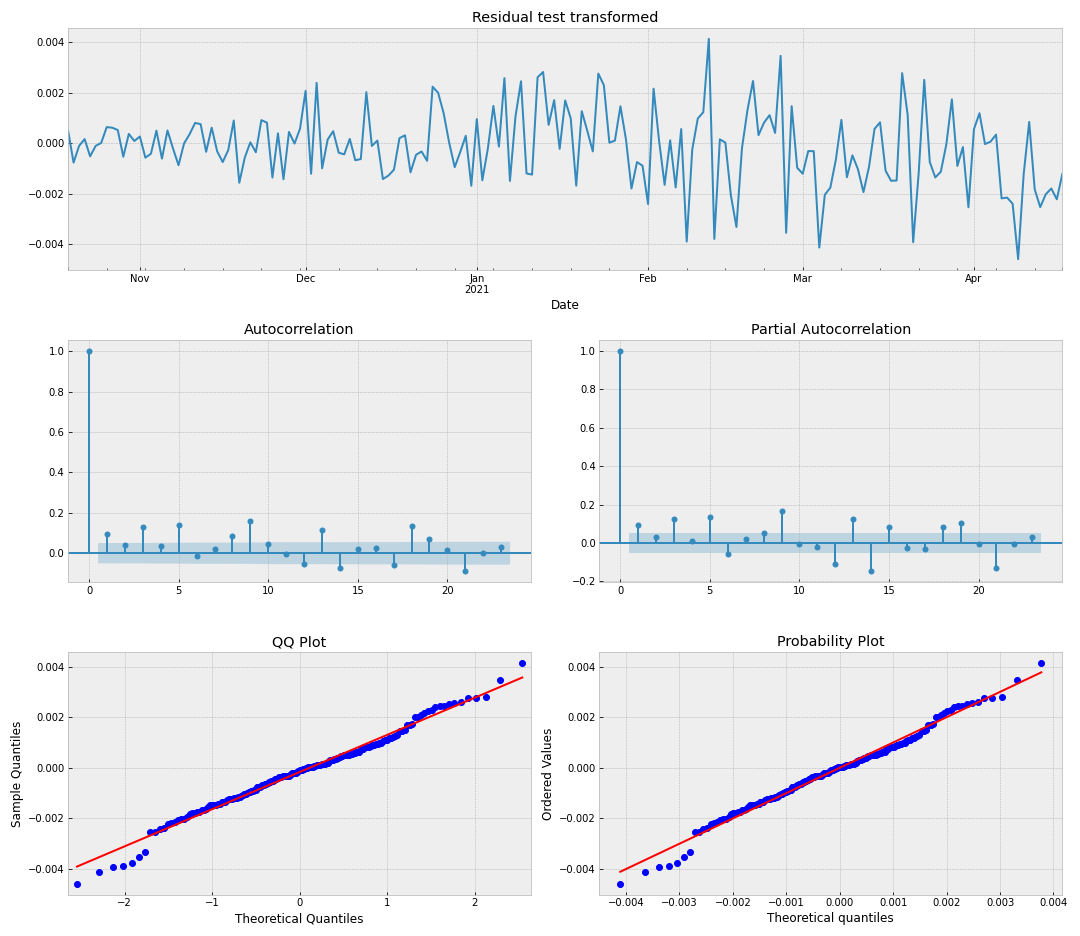 Residual test transformed
0.004
0.002
0.000
−0.002
−0.004
Nov Dec Jan Feb Mar Apr
2021
Date
Autocorrelation
1.0
0.8
0.6
0.4
0.2
0.0
0 5 10 15 20
Partial Autocorrelation
1.0
0.8
0.6
0.4
0.2
0.0
−0.2
0 5 10 15 20
QQ Plot
Sample Quantiles
0.004
0.002
0.000
−0.002
−0.004
−2 −1 0 1 2
Theoretical Quantiles
Probability Plot
Ordered Values
0.004
0.002
0.000
−0.002
−0.004
−0.004 −0.003 −0.002 −0.001 0.000 0.001 0.002 0.003 0.004
Theoretical quantiles